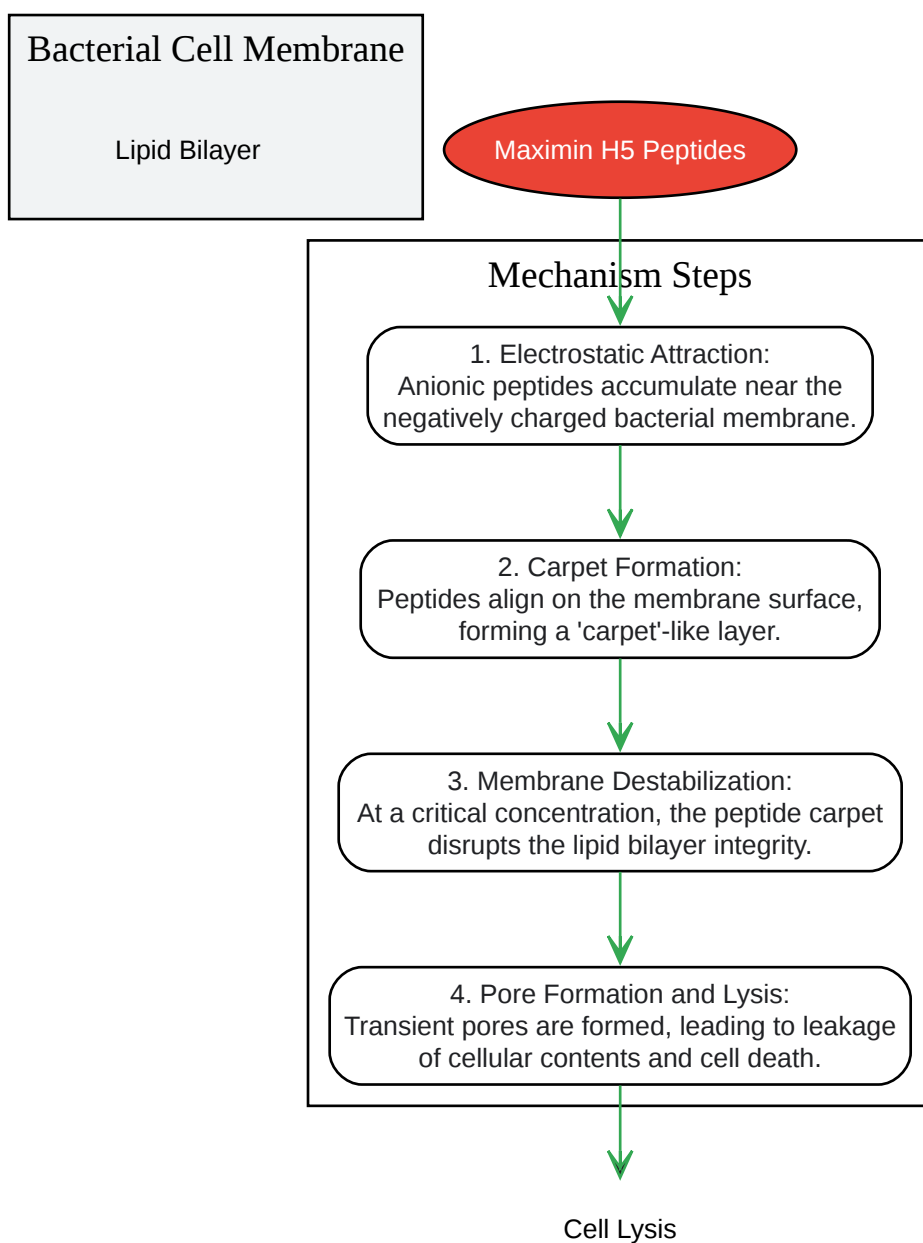 Bacterial Cell Membrane
Lipid Bilayer
Maximin H5 Peptides
Mechanism Steps
1. Electrostatic Attraction:
Anionic peptides accumulate near the
negatively charged bacterial membrane.
2. Carpet Formation:
Peptides align on the membrane surface,
forming a 'carpet'-like layer.
3. Membrane Destabilization:
At a critical concentration, the peptide carpet
disrupts the lipid bilayer integrity.
4. Pore Formation and Lysis:
Transient pores are formed, leading to leakage
of cellular contents and cell death.
Cell Lysis